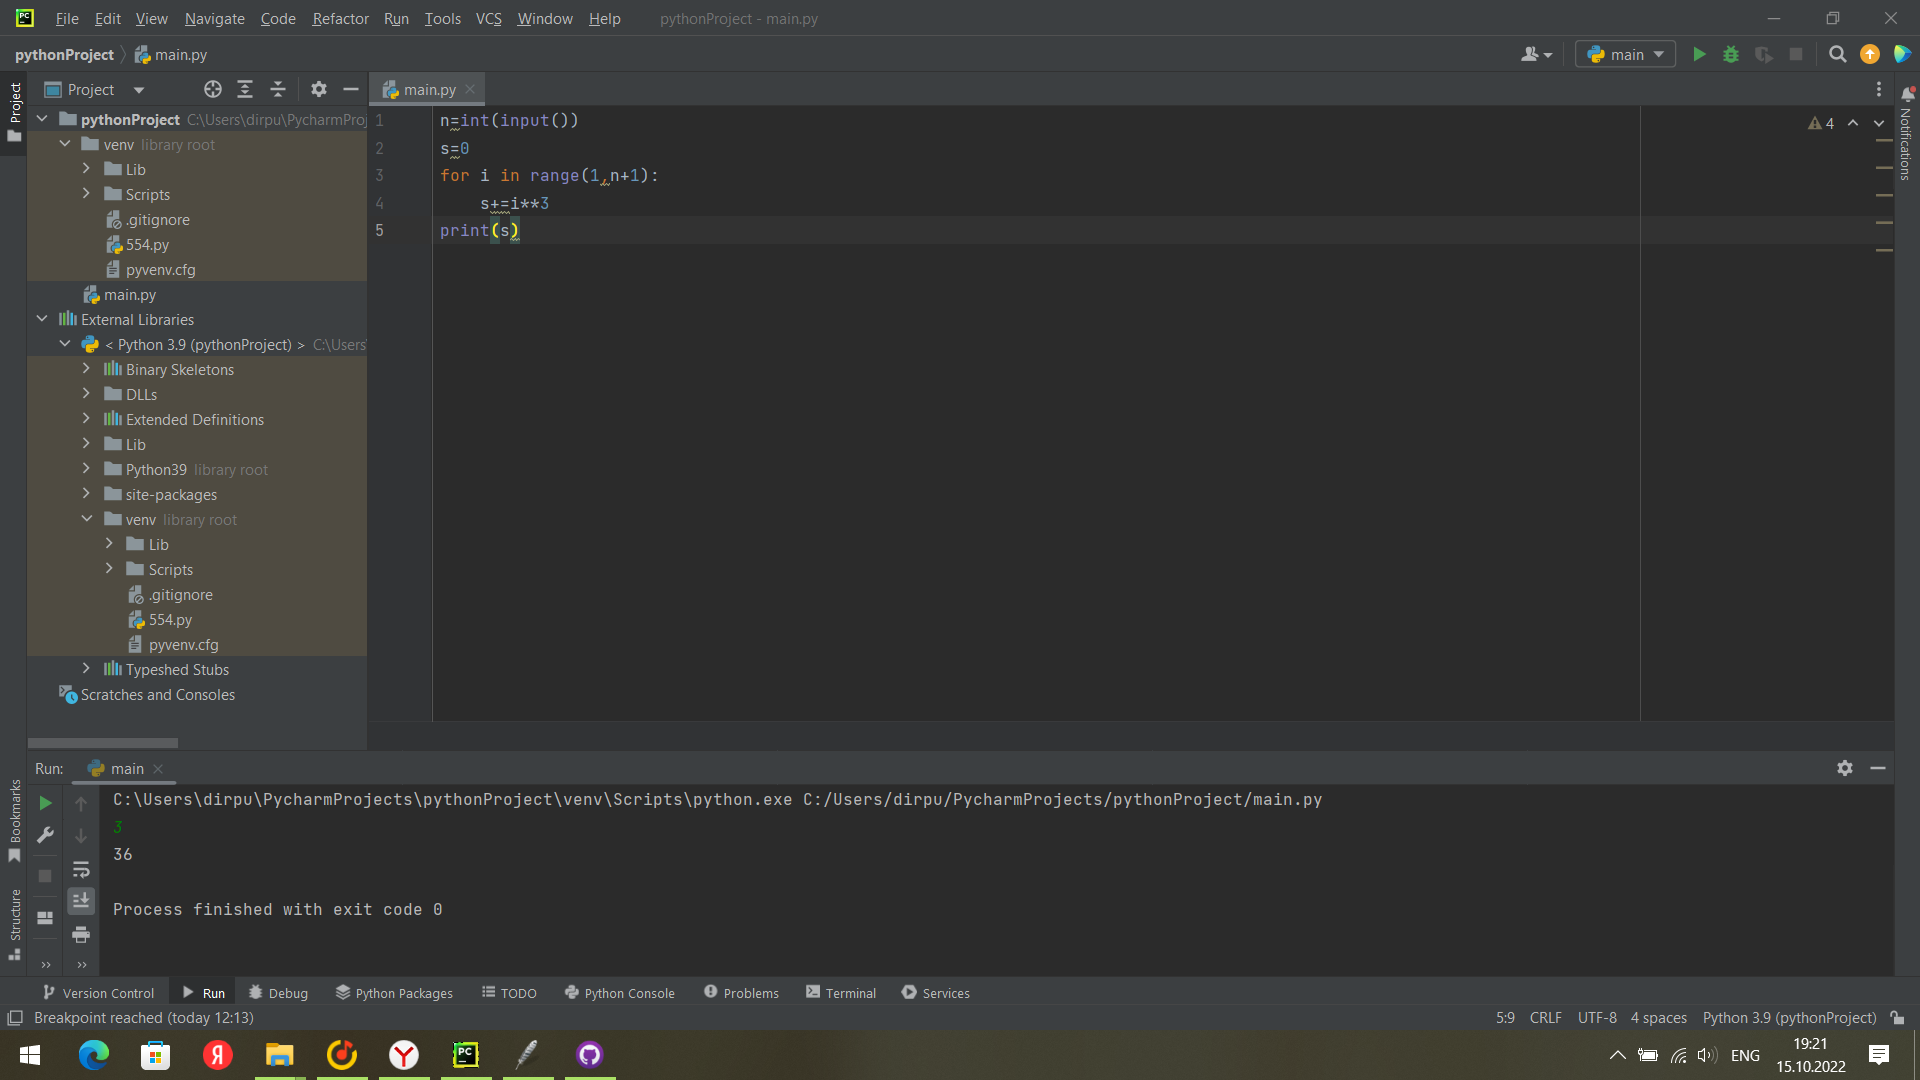 File Edit View Navigate Code Refactor Run Tools VCS Window Help pythonProject - main.py
pythonProject main.py
main
Project
Project
main.py
Notifications
pythonProject C:\Users\dirpu\PycharmProj
venv library root
Lib
Scripts
.gitignore
554.py
pyvenv.cfg
main.py
External Libraries
< Python 3.9 (pythonProject) > C:\Users
Binary Skeletons
DLLs
Extended Definitions
Lib
Python39 library root
site-packages
venv library root
Lib
Scripts
.gitignore
554.py
pyvenv.cfg
Typeshed Stubs
Scratches and Consoles
1 n=int(input())
2 s=0
3 for i in range(1,n+1):
4 s+=i**3
5 print(s)
4
Run: main
C:\Users\dirpu\PycharmProjects\pythonProject\venv\Scripts\python.exe C:/Users/dirpu/PycharmProjects/pythonProject/main.py
3
36
Process finished with exit code 0
Bookmarks
Structure
Version Control Run Debug Python Packages TODO Python Console Problems Terminal Services
Breakpoint reached (today 12:13) 5:9 CRLF UTF-8 4 spaces Python 3.9 (pythonProject)
PC
Я
Y
PC
ENG
19:21
15.10.2022